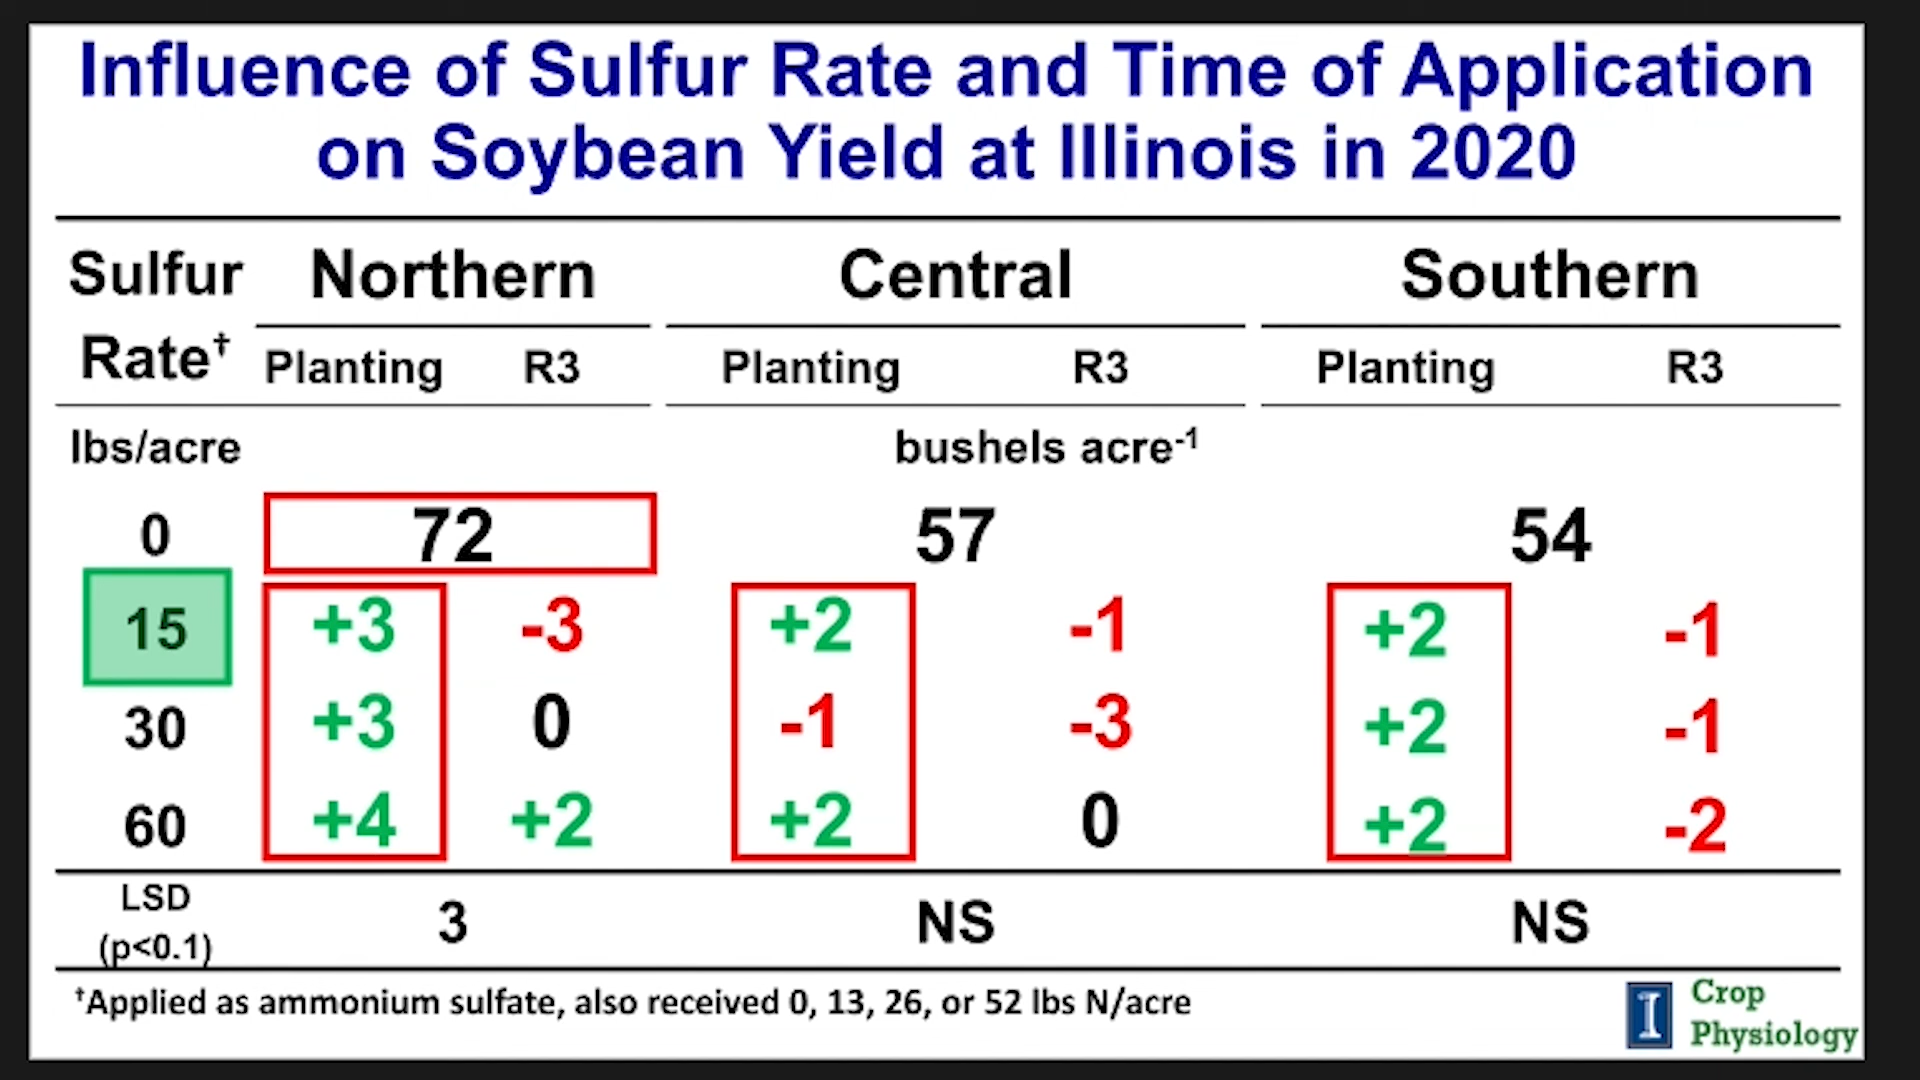 Influence of Sulfur Rate and Time of Application
on Soybean Yield at Illinois in 2020
Sulfur Northern Central Southern
Rate† Planting R3 Planting R3 Planting R3
lbs/acre bushels acre-1
0 72 57 54
15 +3 -3 +2 -1 +2 -1
30 +3 0 -1 -3 +2 -1
60 +4 +2 +2 0 +2 -2
LSD
(p<0.1) 3 NS NS
†Applied as ammonium sulfate, also received 0, 13, 26, or 52 lbs N/acre
I Crop
Physiology